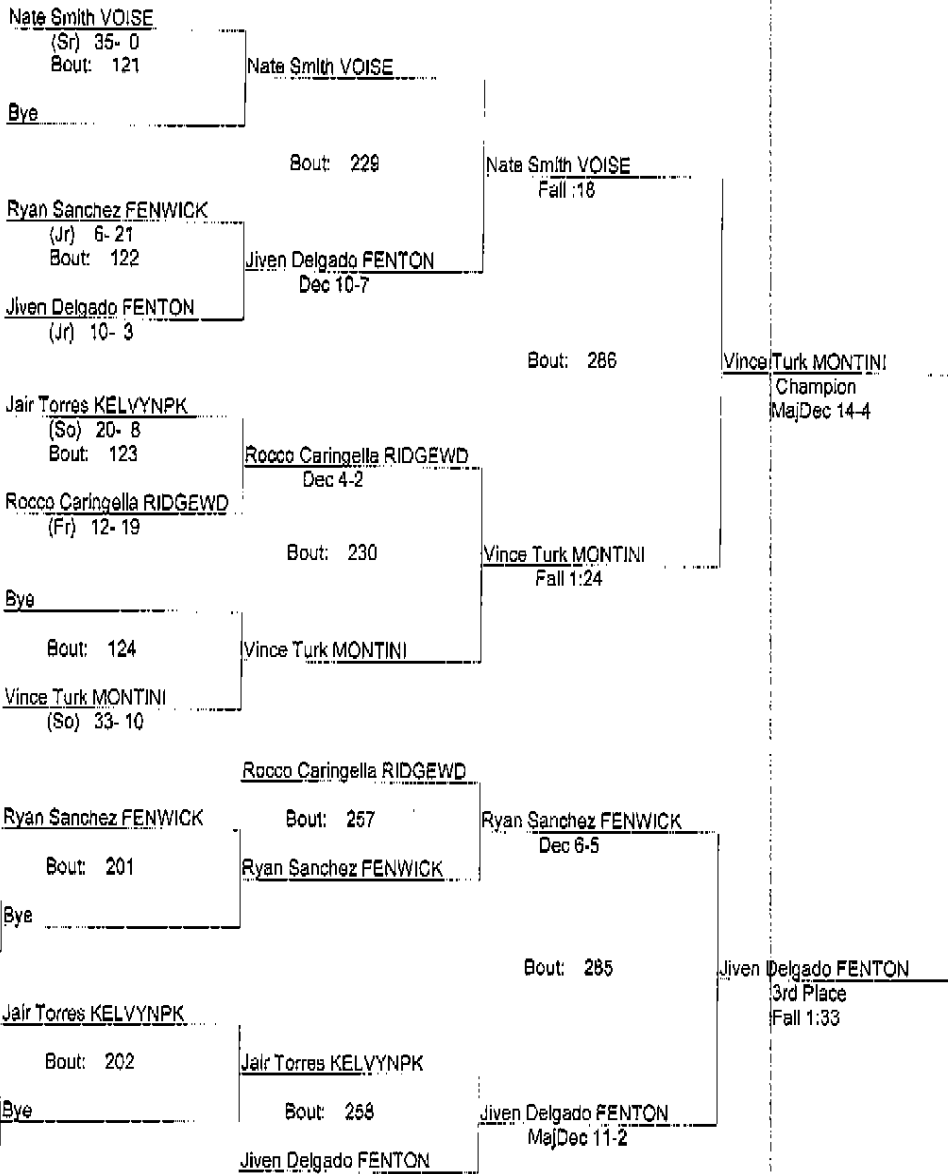 Nate Smith VOISE
(Sr) 35- 0
Bout: 121
Nate Smith VOISE
Bye
Bout: 229
Nate Smith VOISE
Fall :18
Ryan Sanchez FENWICK
(Jr) 6- 21
Bout: 122
Jiven Delgado FENTON
Dec 10-7
Jiven Delgado FENTON
(Jr) 10- 3
Bout: 286
Vince Turk MONTINI
Champion
MajDec 14-4
Jair Torres KELVYNPK
(So) 20- 8
Bout: 123
Rocco Caringella RIDGEWD
Dec 4-2
Rocco Caringella RIDGEWD
(Fr) 12- 19
Bout: 230
Vince Turk MONTINI
Fall 1:24
Bye
Bout: 124
Vince Turk MONTINI
Vince Turk MONTINI
(So) 33- 10
Rocco Caringella RIDGEWD
Ryan Sanchez FENWICK
Bout: 257
Ryan Sanchez FENWICK
Dec 6-5
Bout: 201
Ryan Sanchez FENWICK
Bye
Bout: 285
Jiven Delgado FENTON
3rd Place
Fall 1:33
Jair Torres KELVYNPK
Bout: 202
Jair Torres KELVYNPK
Bye
Bout: 258
Jiven Delgado FENTON
MajDec 11-2
Jiven Delgado FENTON